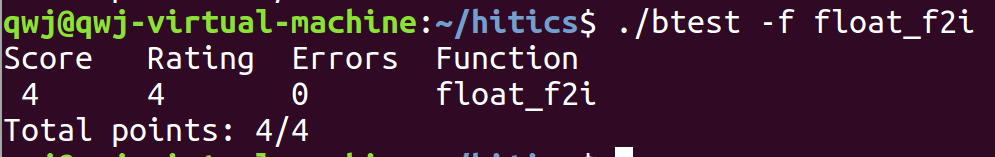 qwj@qwj-virtual-machine:~/hitics$ ./btest -f float_f2i
Score Rating Errors Function
4 4 0 float_f2i
Total points: 4/4